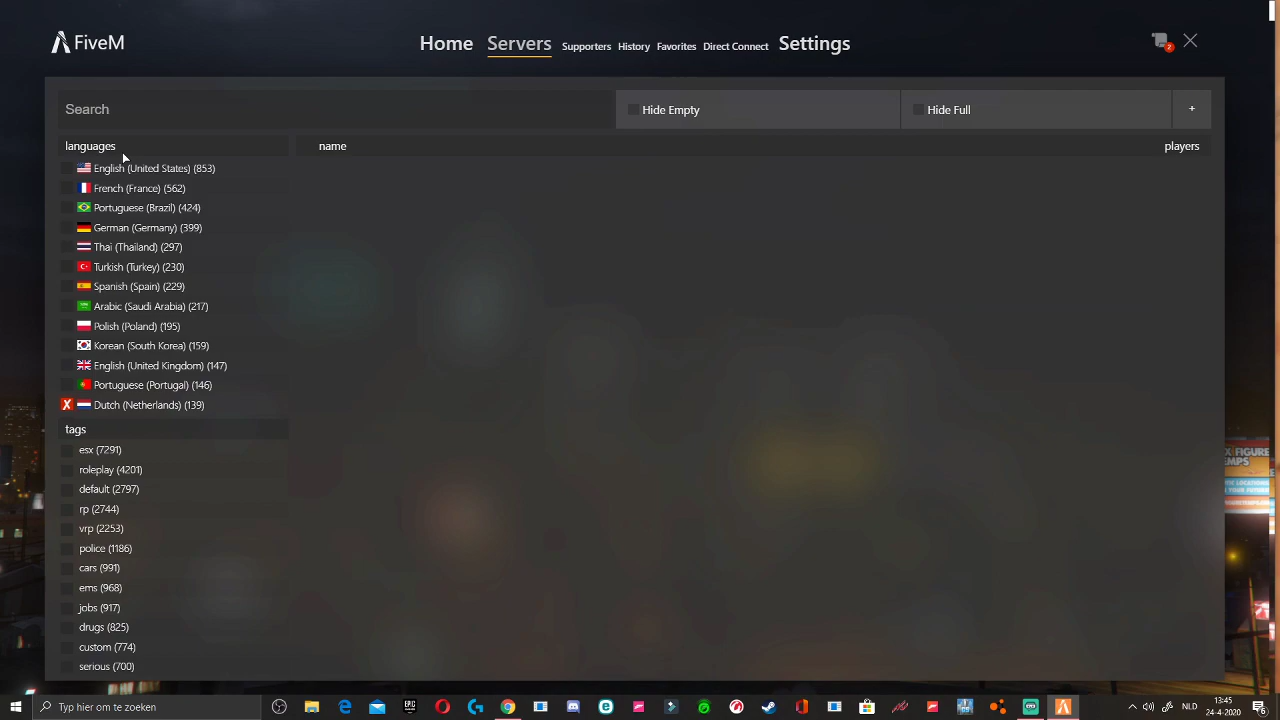 FiveM
Home Servers Supporters History Favorites Direct Connect Settings
2
Search
Hide Empty
Hide Full
+
languages
name
players
English (United States) (853)
French (France) (562)
Portuguese (Brazil) (424)
German (Germany) (399)
Thai (Thailand) (297)
Turkish (Turkey) (230)
Spanish (Spain) (229)
Arabic (Saudi Arabia) (217)
Polish (Poland) (195)
Korean (South Korea) (159)
English (United Kingdom) (147)
Portuguese (Portugal) (146)
X Dutch (Netherlands) (139)
tags
esx (7291)
roleplay (4201)
default (2797)
rp (2744)
vrp (2253)
police (1186)
cars (991)
ems (968)
jobs (917)
drugs (825)
custom (774)
serious (700)
X FIGURE
EMPS
Typ hier om te zoeken
EPIC
NLD
13:45
24-4-2020
6